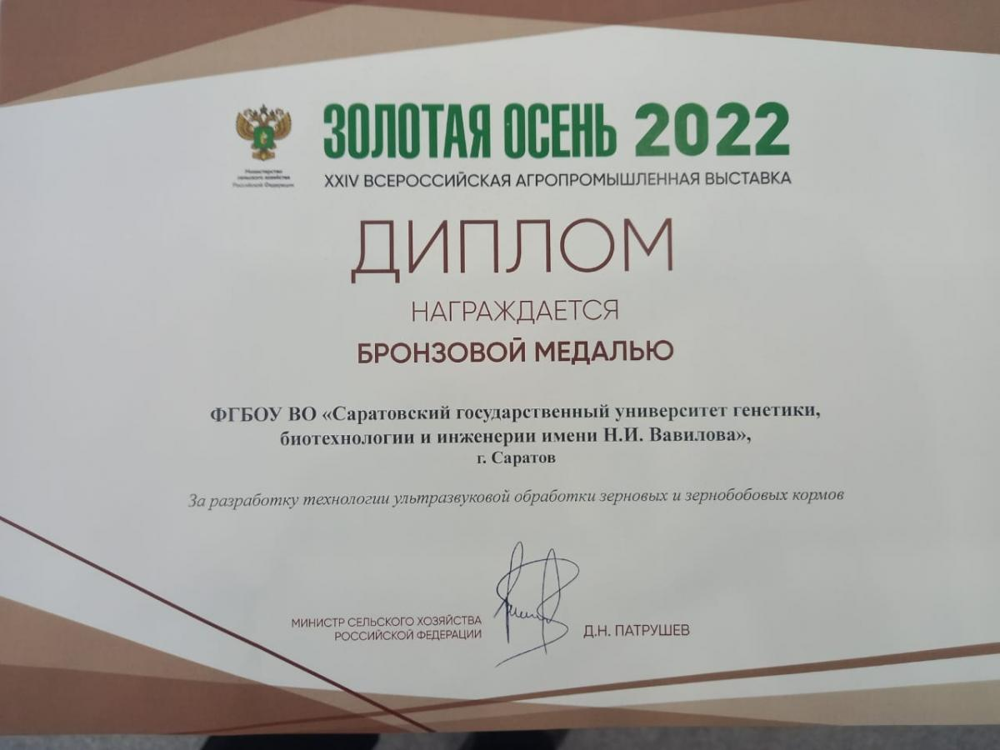 ЗОЛОТАЯ ОСЕНЬ 2022
Министерство
сельского хозяйства
Российской Федерации
XXIV ВСЕРОССИЙСКАЯ АГРОПРОМЫШЛЕННАЯ ВЫСТАВКА
ДИПЛОМ
НАГРАЖДАЕТСЯ
БРОНЗОВОЙ МЕДАЛЬЮ
ФГБОУ ВО «Саратовский государственный университет генетики,
биотехнологии и инженерии имени Н.И. Вавилова»,
г. Саратов
За разработку технологии ультразвуковой обработки зерновых и зернобобовых кормов
МИНИСТР СЕЛЬСКОГО ХОЗЯЙСТВА
РОССИЙСКОЙ ФЕДЕРАЦИИ
Д.Н. ПАТРУШЕВ